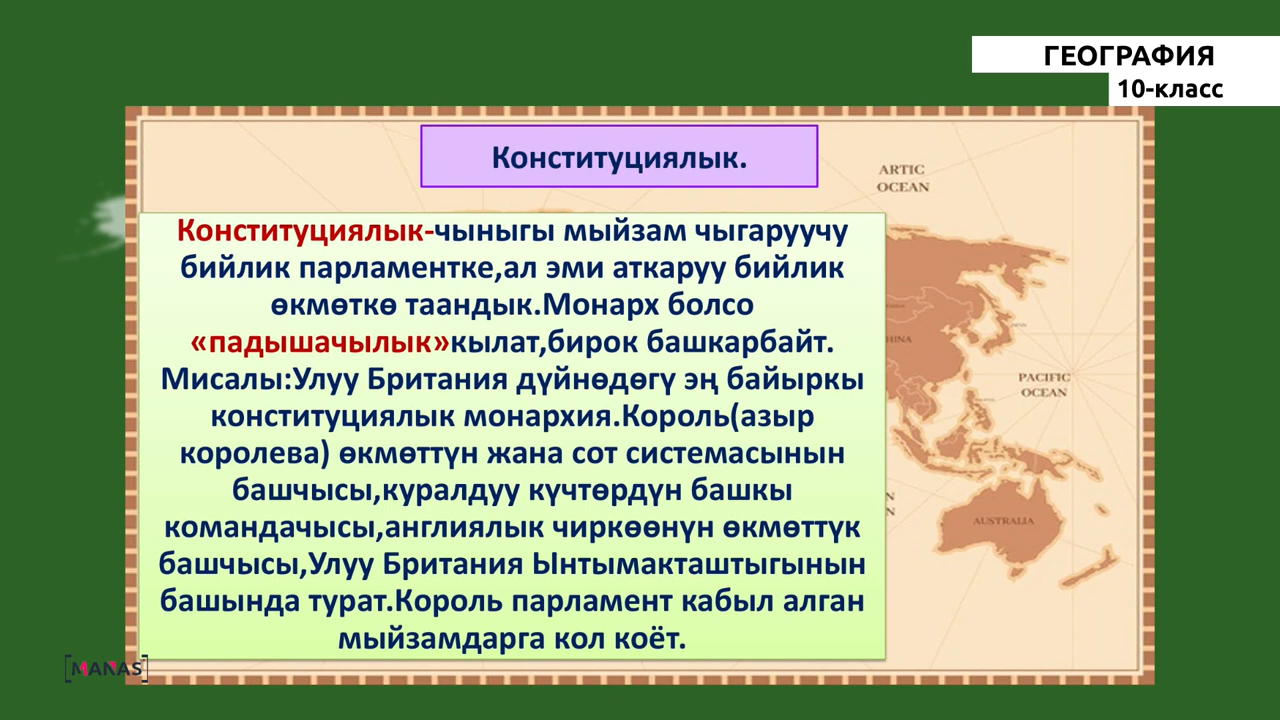 ГЕОГРАФИЯ
10-класс
Конституциялык.
ARTIC
OCEAN
Конституциялык-чыныгы мыйзам чыгаруучу
бийлик парламентке,ал эми аткаруу бийлик
өкмөткө таандык.Монарх болсо
«падышачылык»кылат,бирок башкарбайт.
Мисалы:Улуу Британия дүйнөдөгү эң байыркы
конституциялык монархия.Король(азыр
королева) өкмөттүн жана сот системасынын
башчысы,куралдуу күчтөрдүн башкы
командачысы,англиялык чиркөөнүн өкмөттүк
башчысы,Улуу Британия Ынтымакташтыгынын
башында турат.Король парламент кабыл алган
мыйзамдарга кол коёт.
PACIFIC
OCEAN
AUSTRALIA
MANAS